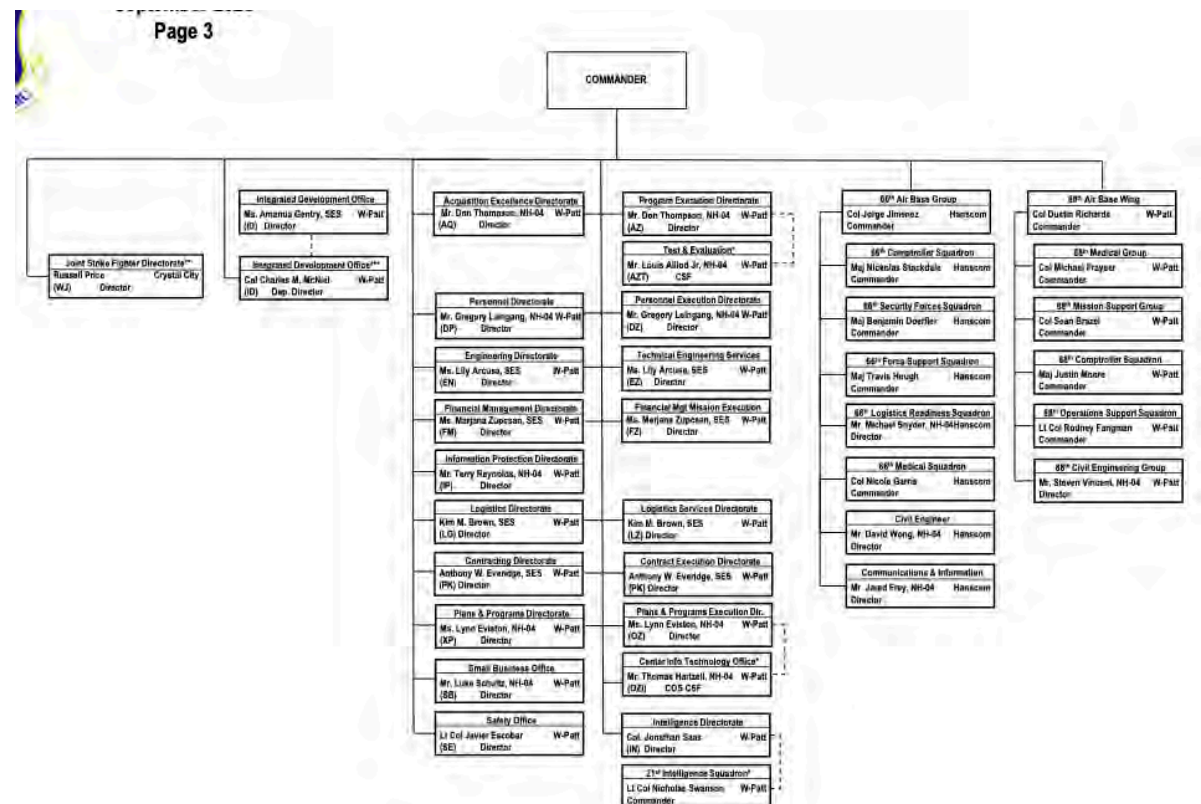 Page 3
COMMANDER
Integrated Development Office
Ms. Amanda Gentry, SES W-Patt
(ID) Director
Joint Strike Fighter Directorate**
Russell Price Crystal City
(WJ) Director
Integrated Development Office***
Col Charles M. McNiel W-Patt
(ID) Dep. Director
Acquisition Excellence Directorate
Mr. Don Thompson, NH-04 W-Patt
(AQ) Director
Program Execution Directorate
Mr. Don Thompson, NH-04 W-Patt
(AZ) Director
Test & Evaluation*
Mr. Louis Jr, NH-04 W-Patt
(AZT) CSF
Personnel Directorate
Mr. Gregory Leingang, NH-04 W-Patt
(DP) Director
Personnel Execution Directorate
Mr. Gregory Leingang, NH-04 W-Patt
(DZ) Director
Engineering Directorate
Ms. Lily Arcusa, SES W-Patt
(EN) Director
Technical Engineering Services
Ms. Lily Arcusa, SES W-Patt
(EZ) Director
Financial Management Directorate
Ms. Marjana Zupcsan, SES W-Patt
(FM) Director
Financial Mgt Mission Execution
Ms. Marjana Zupcsan, SES W-Patt
(FZ) Director
Information Protection Directorate
Mr. Terry Reynolds, NH-04 W-Patt
(IP) Director
Logistics Directorate
Kim M. Brown, SES W-Patt
(LG) Director
Logistics Services Directorate
Kim M. Brown, SES W-Patt
(LZ) Director
Contracting Directorate
Anthony W. Everidge, SES W-Patt
(PK) Director
Contract Execution Directorate
Anthony W. Everidge, SES W-Patt
(PK) Director
Plans & Programs Directorate
Ms. Lynn Eviston, NH-04 W-Patt
(XP) Director
Plans & Programs Execution Dir.
Ms. Lynn Eviston, NH-04 W-Patt
(OZ) Director
Center Info Technology Office*
Mr. Thomas Hartzell, NH-04 W-Patt
COS CSF
Small Business Office
Mr. Luke Schultz, NH-04 W-Patt
(SB) Director
Safety Office
Lt Col Javier Escobar W-Patt
(SE) Director
Intelligence Directorate
Col. Jonathan Saas W-Patt
(IN) Director
21st Intelligence Squadron*
Lt Col Nicholas Swanson W-Patt
Commander
66th Air Base Group
Col Jorge Jimenez Hanscom
Commander
66th Comptroller Squadron
Maj Nicholas Stockdale Hanscom
Commander
66th Security Forces Squadron
Maj Benjamin Doerfler Hanscom
Commander
66th Force Support Squadron
Maj Travis Hough Hanscom
Commander
66th Logistics Readiness Squadron
Mr. Michael Snyder, NH-04 Hanscom
Director
66th Medical Squadron
Col Nicole Hanscom
Commander
Civil Engineer
Mr. David Wong, NH-04 Hanscom
Director
Communications & Information
Mr. Jared Frey, NH-04 Hanscom
Director
88th Air Base Wing
Col Dustin Richards W-Patt
Commander
88th Medical Group
Col Michael W-Patt
Commander
88th Mission Support Group
Col Sean Brazel W-Patt
Commander
88th Comptroller Squadron
Maj Justin Moore W-Patt
Commander
88th Operations Support Squadron
Lt Col Rodney Fangman W-Patt
Commander
88th Civil Engineering Group
Mr. Steven Vincent, NH-04 W-Patt
Director